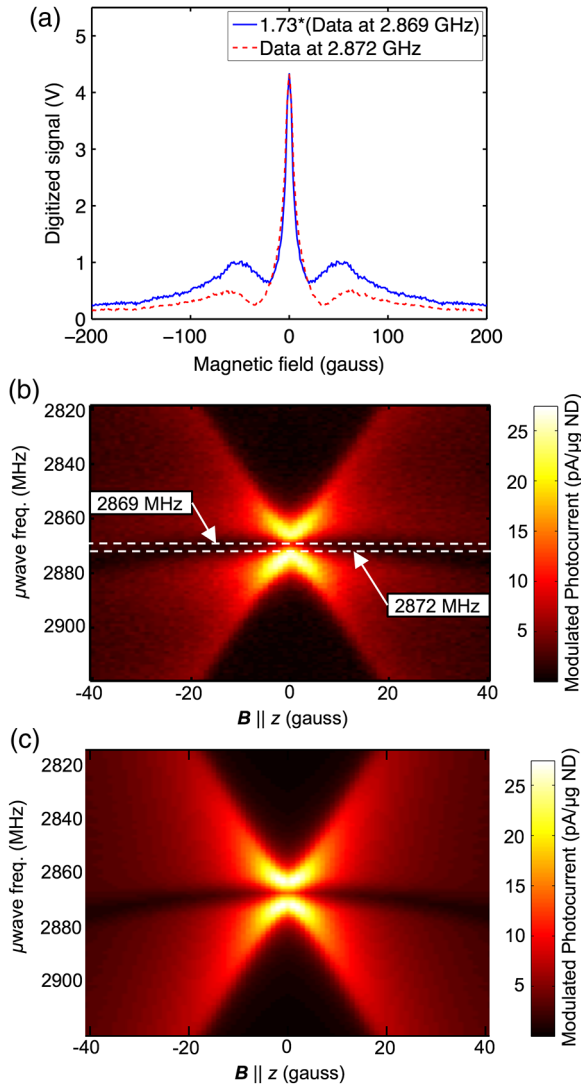 (a)
1.73*(Data at 2.869 GHz)
Data at 2.872 GHz
5
4
3
2
1
0
Digitized signal (V)
−200
−100
0
100
200
Magnetic field (gauss)
(b)
2820
2840
2860
2880
2900
μwave freq. (MHz)
2869 MHz
2872 MHz
-40
-20
0
20
40
B || z (gauss)
25
20
15
10
5
Modulated Photocurrent (pA/μg ND)
(c)
2820
2840
2860
2880
2900
μwave freq. (MHz)
-40
-20
0
20
40
B || z (gauss)
25
20
15
10
5
Modulated Photocurrent (pA/μg ND)